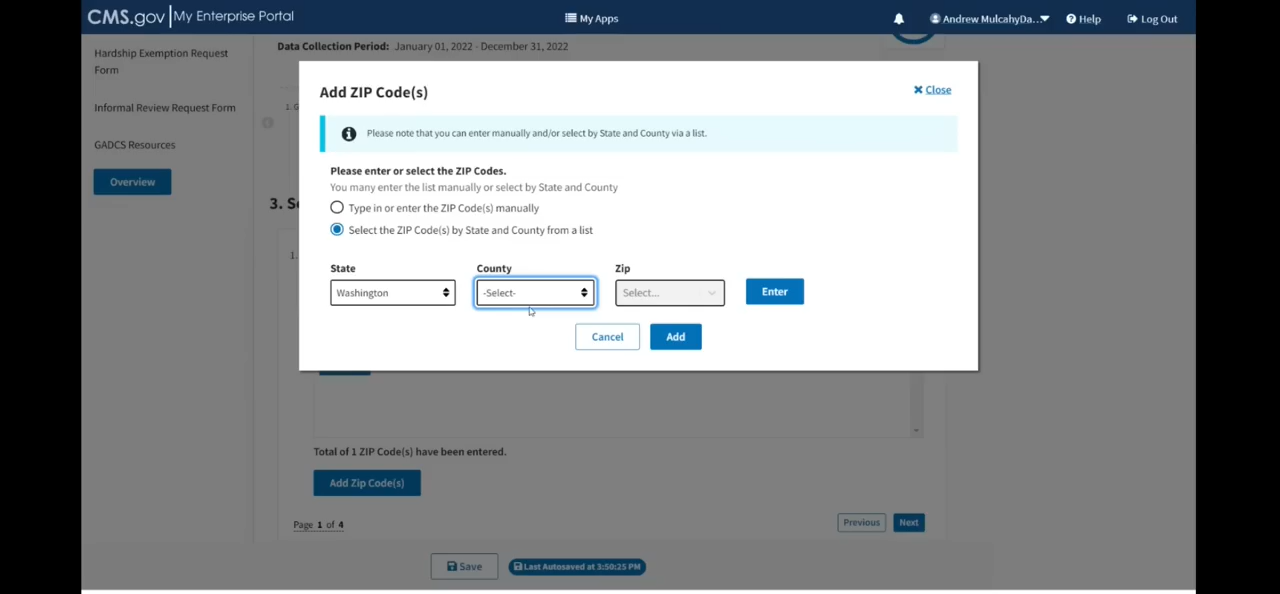 CMS.gov My Enterprise Portal
My Apps
Andrew MulcahyDa...
Help
Log Out
Hardship Exemption Request
Form
Informal Review Request Form
GADCS Resources
Overview
Data Collection Period: January 01, 2022 - December 31, 2022
1. G
3. S
1.
Add ZIP Code(s)
Close
Please note that you can enter manually and/or select by State and County via a list.
Please enter or select the ZIP Codes.
You many enter the list manually or select by State and County
Type in or enter the ZIP Code(s) manually
Select the ZIP Code(s) by State and County from a list
State County Zip
Washington -Select- Select... Enter
Cancel Add
Total of 1 ZIP Code(s) have been entered.
Add Zip Code(s)
Page 1 of 4
Previous Next
Save Last Autosaved at 3:50:25 PM